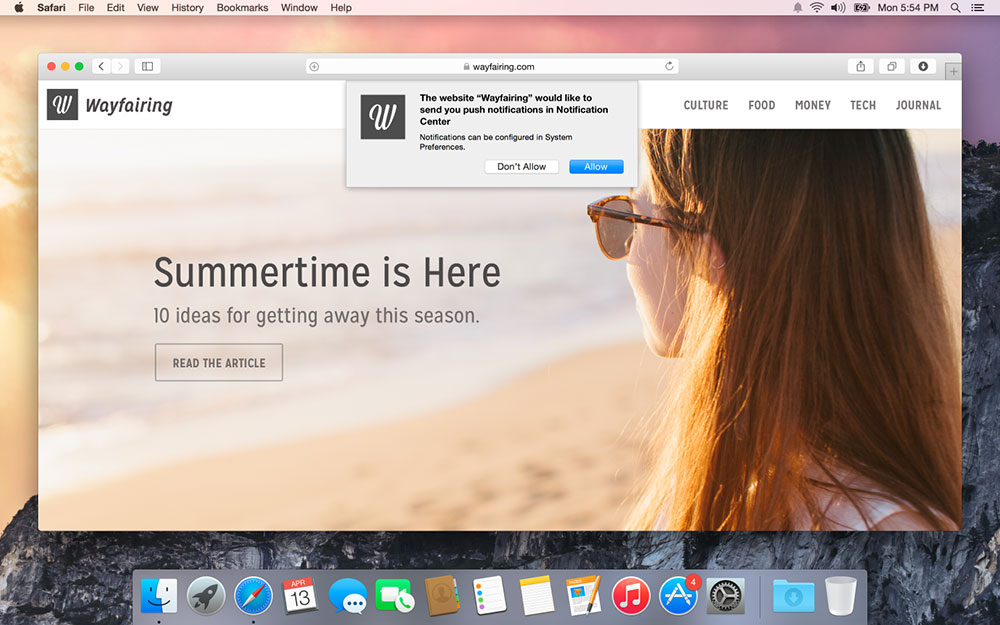 Safari File Edit View History Bookmarks Window Help
Mon 5:54 PM
wayfairing.com
W Wayfairing
CULTURE FOOD MONEY TECH JOURNAL
W
The website “Wayfairing” would like to
send you push notifications in Notification
Center
Notifications can be configured in System
Preferences.
Don’t Allow Allow
Summertime is Here
10 ideas for getting away this season.
READ THE ARTICLE
APR
13
PAGES
4